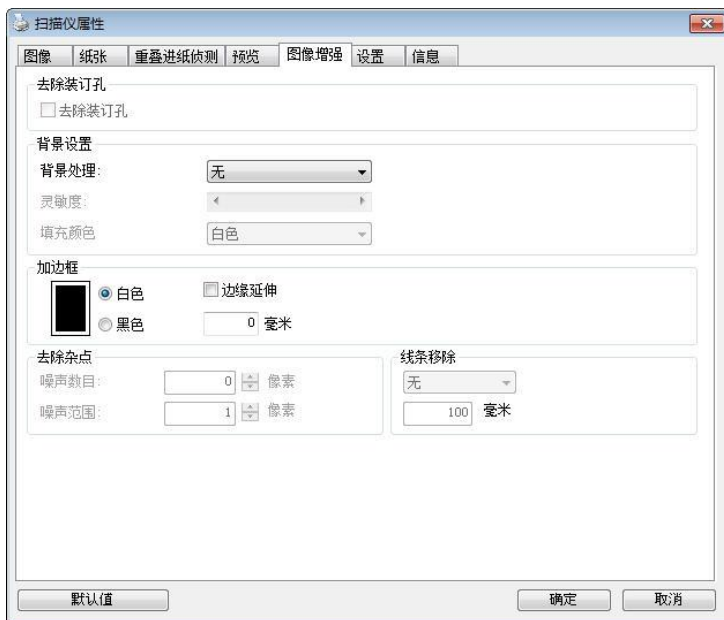 扫描仪属性
图像 纸张 重叠进纸侦测 预览 图像增强 设置 信息
去除装订孔
去除装订孔
背景设置
背景处理: 无
灵敏度:
填充颜色 白色
加边框
白色 边缘延伸
黑色 0 毫米
去除杂点 线条移除
噪声数目: 0 像素 无
噪声范围: 1 像素 100 毫米
默认值 确定 取消